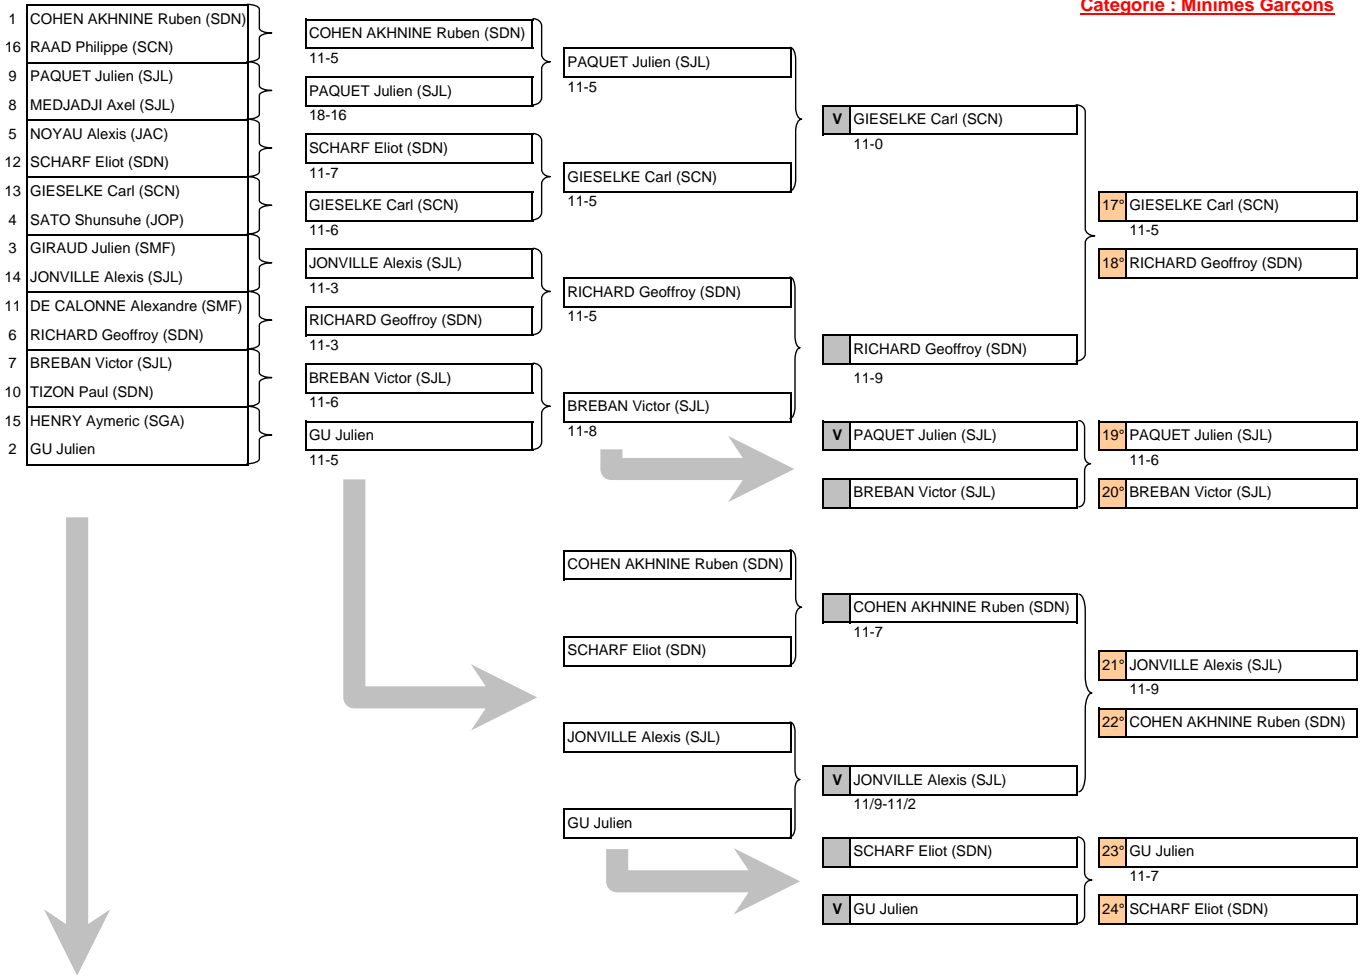 Catégorie : Minimes Garçons
1 COHEN AKHNINE Ruben (SDN)
16 RAAD Philippe (SCN)
9 PAQUET Julien (SJL)
8 MEDJADJI Axel (SJL)
5 NOYAU Alexis (JAC)
12 SCHARF Eliot (SDN)
13 GIESELKE Carl (SCN)
4 SATO Shunsuhe (JOP)
3 GIRAUD Julien (SMF)
14 JONVILLE Alexis (SJL)
11 DE CALONNE Alexandre (SMF)
6 RICHARD Geoffroy (SDN)
7 BREBAN Victor (SJL)
10 TIZON Paul (SDN)
15 HENRY Aymeric (SGA)
2 GU Julien
COHEN AKHNINE Ruben (SDN)
11-5
PAQUET Julien (SJL)
18-16
SCHARF Eliot (SDN)
11-7
GIESELKE Carl (SCN)
11-6
JONVILLE Alexis (SJL)
11-3
RICHARD Geoffroy (SDN)
11-3
BREBAN Victor (SJL)
11-6
GU Julien
11-5
PAQUET Julien (SJL)
11-5
GIESELKE Carl (SCN)
11-5
RICHARD Geoffroy (SDN)
11-5
BREBAN Victor (SJL)
11-8
V GIESELKE Carl (SCN)
11-0
RICHARD Geoffroy (SDN)
11-9
V PAQUET Julien (SJL)
BREBAN Victor (SJL)
17° GIESELKE Carl (SCN)
11-5
18° RICHARD Geoffroy (SDN)
19° PAQUET Julien (SJL)
11-6
20° BREBAN Victor (SJL)
COHEN AKHNINE Ruben (SDN)
SCHARF Eliot (SDN)
JONVILLE Alexis (SJL)
GU Julien
COHEN AKHNINE Ruben (SDN)
11-7
V JONVILLE Alexis (SJL)
11/9-11/2
SCHARF Eliot (SDN)
V GU Julien
21° JONVILLE Alexis (SJL)
11-9
22° COHEN AKHNINE Ruben (SDN)
23° GU Julien
11-7
24° SCHARF Eliot (SDN)